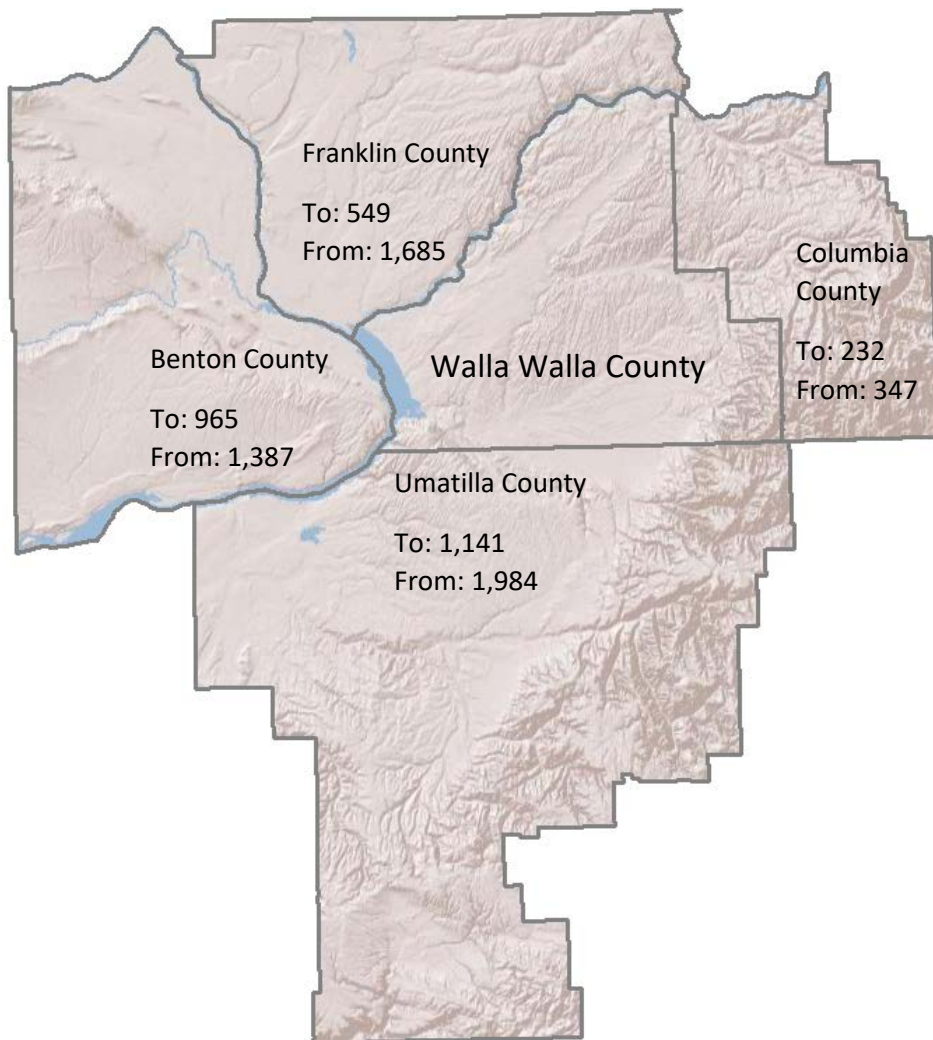 Franklin County
To: 549
From: 1,685
Columbia
County
To: 232
From: 347
Benton County
To: 965
From: 1,387
Walla Walla County
Umatilla County
To: 1,141
From: 1,984